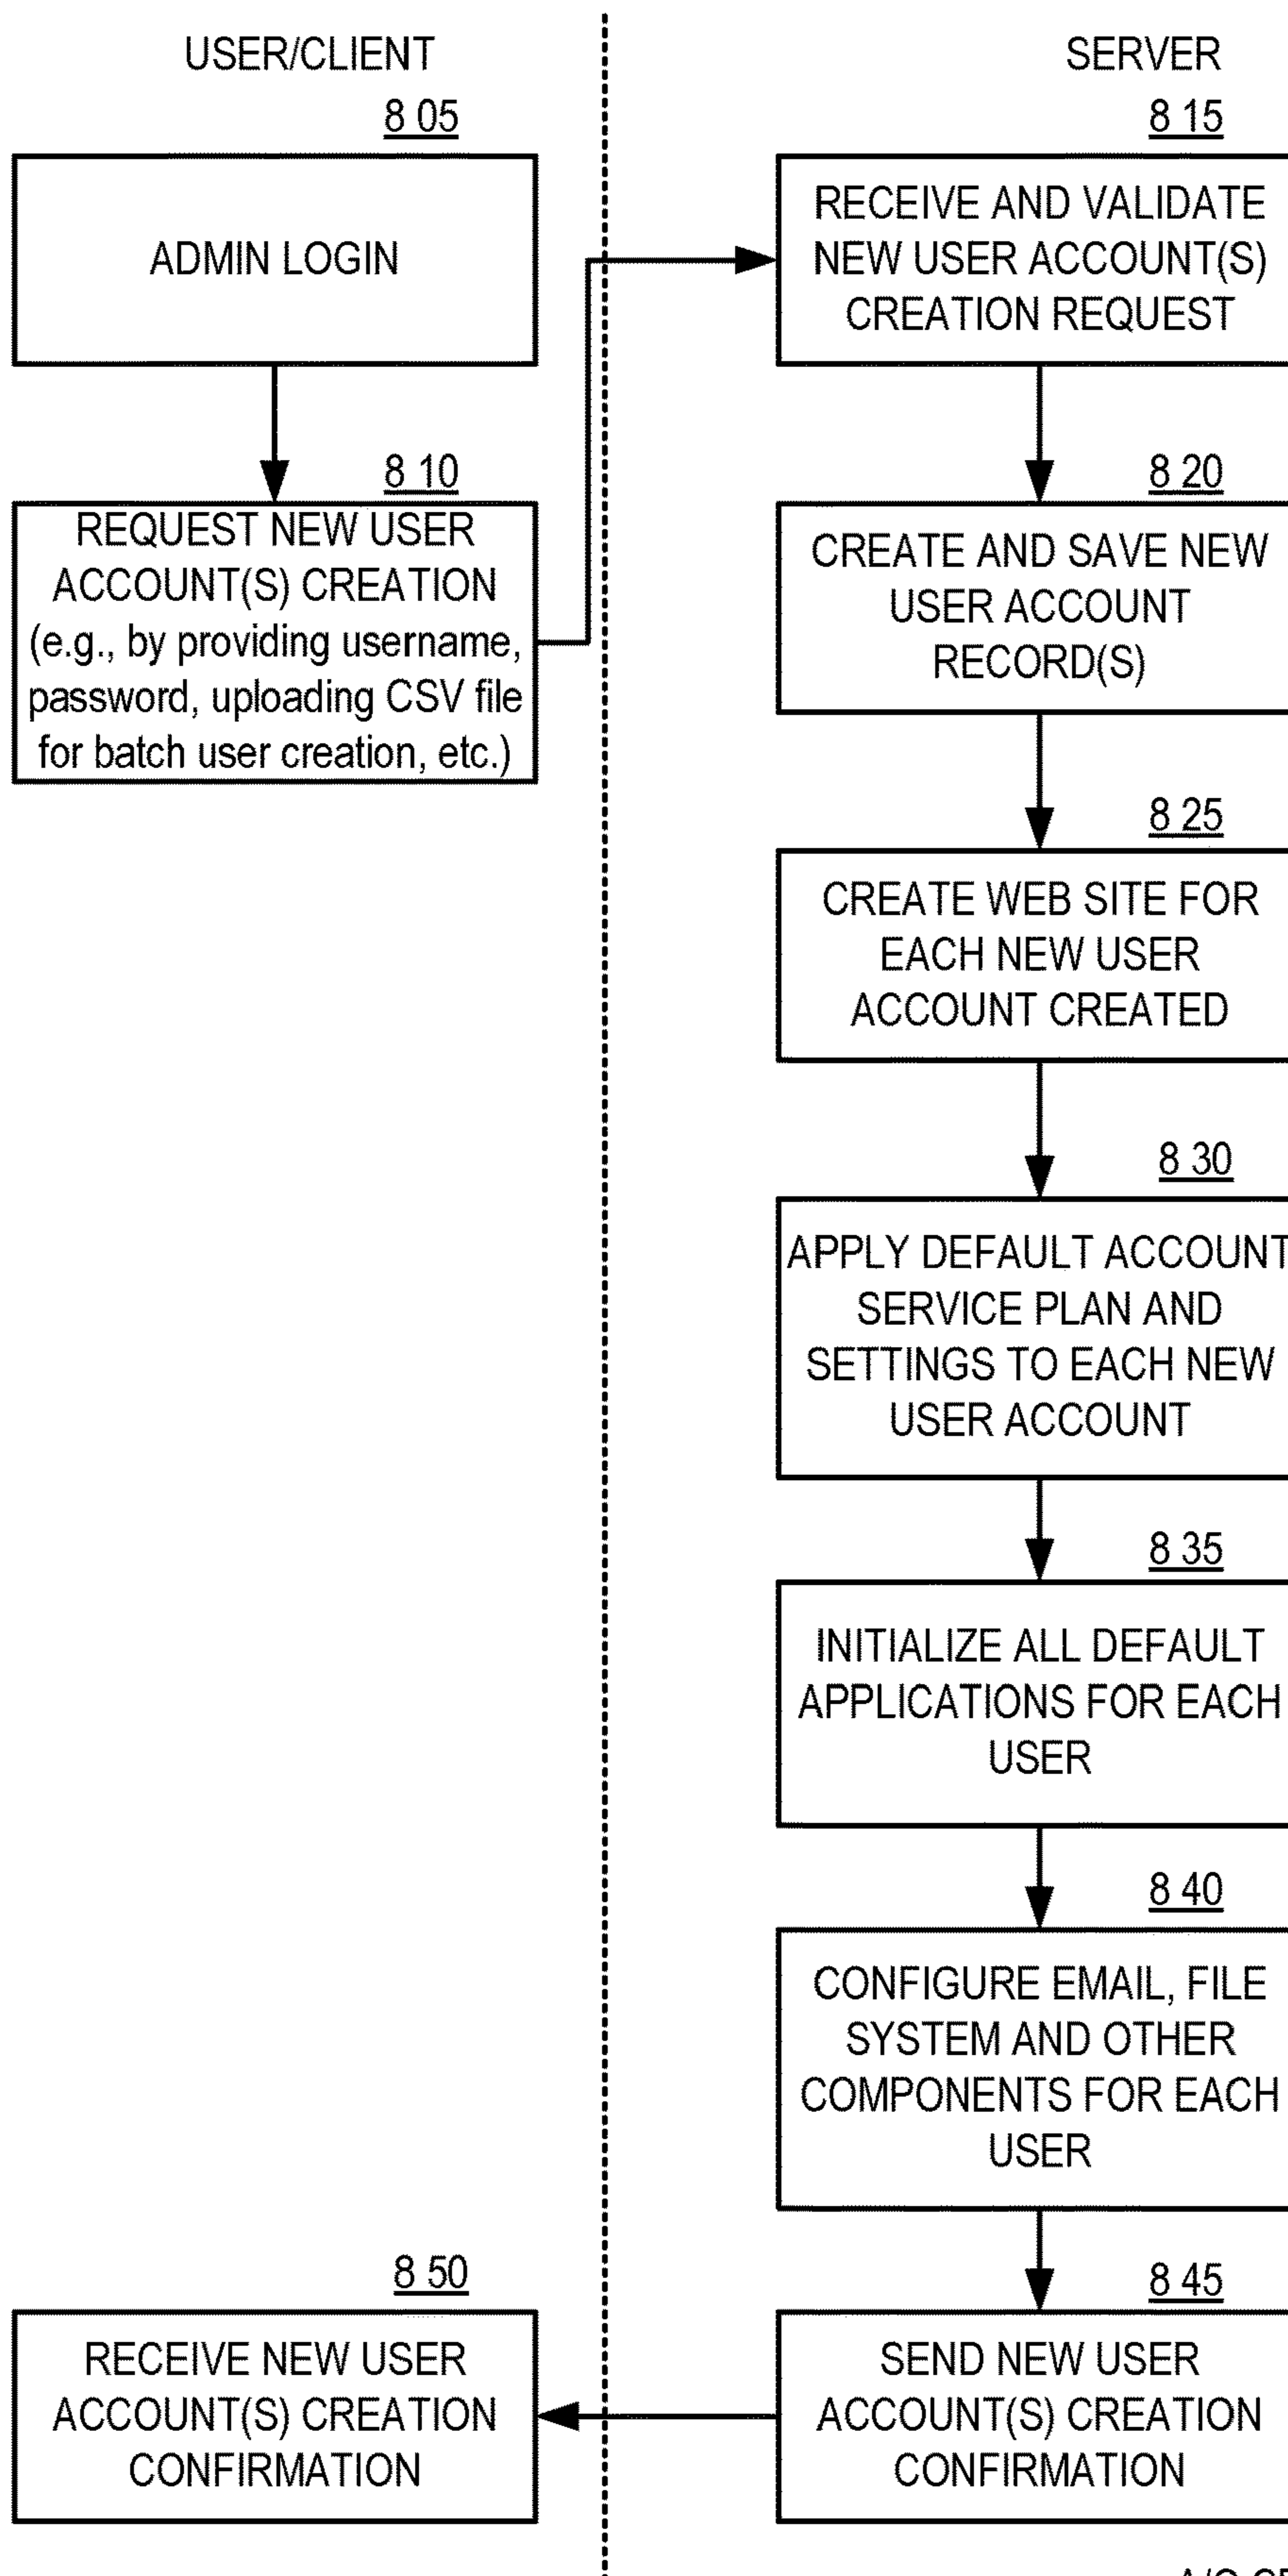 USER/CLIENT
SERVER
8 05
ADMIN LOGIN
8 10
REQUEST NEW USER
ACCOUNT(S) CREATION
(e.g., by providing username,
password, uploading CSV file
for batch user creation, etc.)
8 15
RECEIVE AND VALIDATE
NEW USER ACCOUNT(S)
CREATION REQUEST
8 20
CREATE AND SAVE NEW
USER ACCOUNT
RECORD(S)
8 25
CREATE WEB SITE FOR
EACH NEW USER
ACCOUNT CREATED
8 30
APPLY DEFAULT ACCOUNT
SERVICE PLAN AND
SETTINGS TO EACH NEW
USER ACCOUNT
8 35
INITIALIZE ALL DEFAULT
APPLICATIONS FOR EACH
USER
8 40
CONFIGURE EMAIL, FILE
SYSTEM AND OTHER
COMPONENTS FOR EACH
USER
8 45
SEND NEW USER
ACCOUNT(S) CREATION
CONFIRMATION
8 50
RECEIVE NEW USER
ACCOUNT(S) CREATION
CONFIRMATION